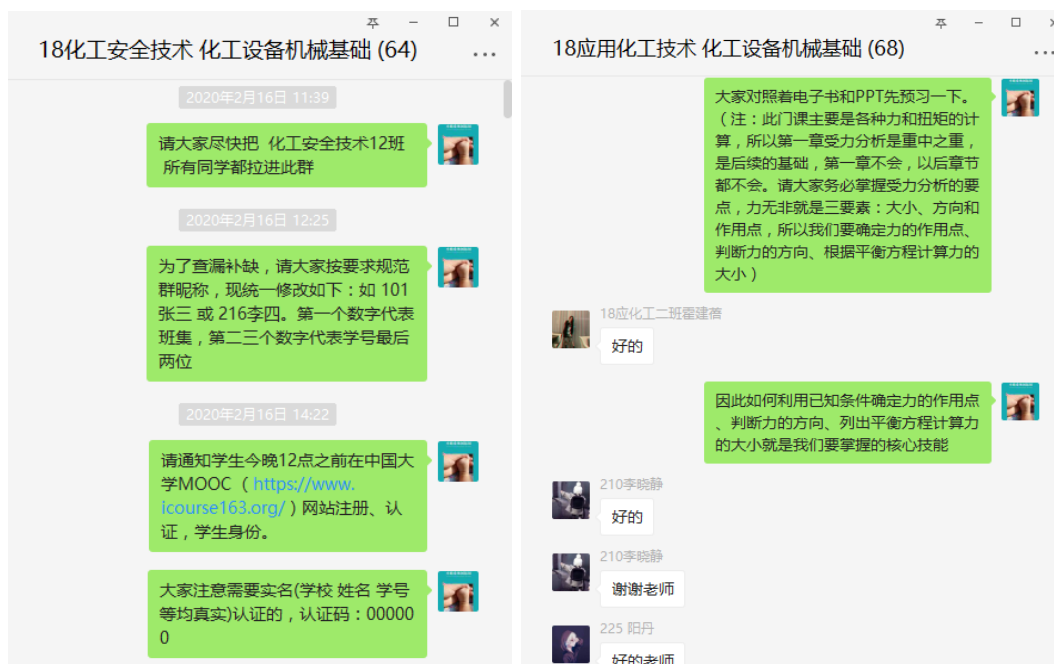 18化工安全技术 化工设备机械基础 (64)
2020年2月16日 11:39
请大家尽快把  化工安全技术12班
所有同学都拉进此群
2020年2月16日 12:25
为了查漏补缺，请大家按要求规范
群昵称，现统一修改如下：如 101
张三 或 216李四。第一个数字代表
班集，第二三个数字代表学号最后
两位
2020年2月16日 14:22
请通知学生今晚12点之前在中国大
学MOOC （ https://www.
icourse163.org/ ）网站注册、认
证，学生身份。
大家注意需要实名(学校 姓名 学号
等均真实)认证的，认证码：00000
0
18应用化工技术 化工设备机械基础 (68)
大家对照着电子书和PPT先预习一下。
（注：此门课主要是各种力和扭矩的计
算，所以第一章受力分析是重中之重，
是后续的基础，第一章不会，以后章节
都不会。请大家务必掌握受力分析的要
点，力无非就是三要素：大小、方向和
作用点，所以我们要确定力的作用点、
判断力的方向、根据平衡方程计算力的
大小）
18应化工二班霍建蓓
好的
因此如何利用已知条件确定力的作用点
、判断力的方向、列出平衡方程计算力
的大小就是我们要掌握的核心技能
210李晓静
好的
210李晓静
谢谢老师
225 阳丹
好的老师